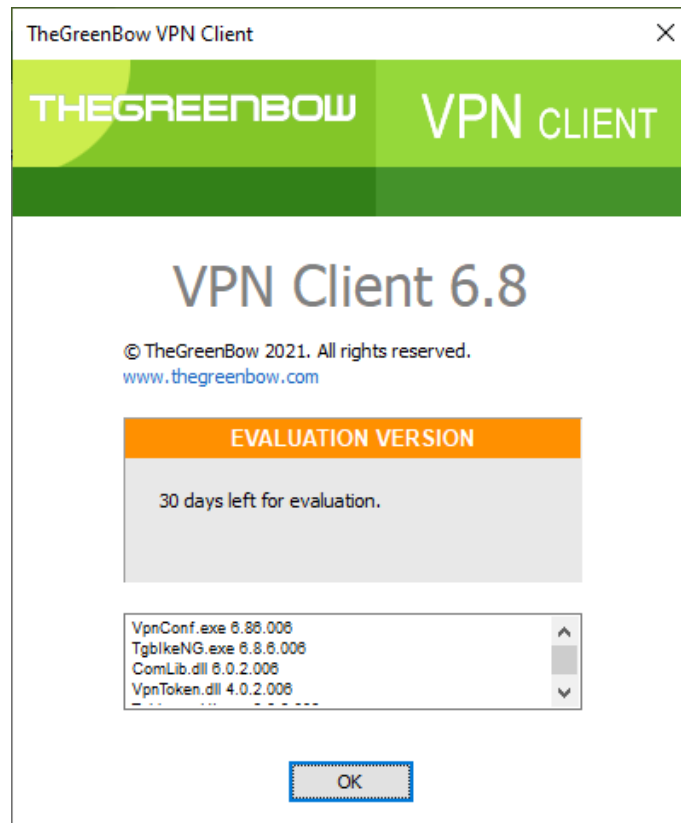 TheGreenBow VPN Client
THEGREENBOW
VPN CLIENT
VPN Client 6.8
© TheGreenBow 2021. All rights reserved.
www.thegreenbow.com
EVALUATION VERSION
30 days left for evaluation.
VpnConf.exe 6.86.006
TgbIkeNG.exe 6.8.6.006
ComLib.dll 6.0.2.006
VpnToken.dll 4.0.2.006
OK